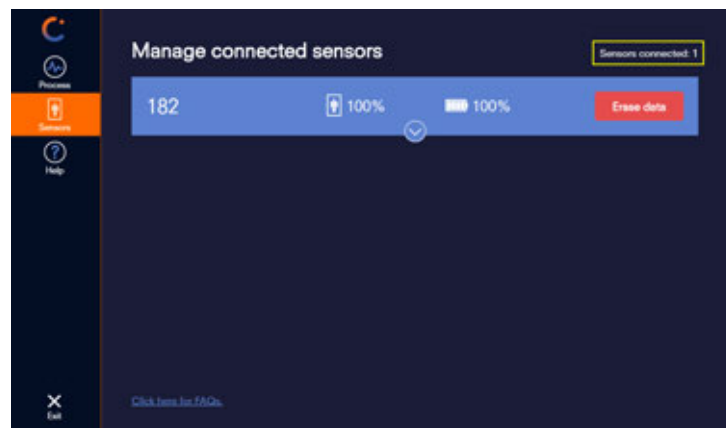 Manage connected sensors
Sensors connected: 1
Process
182
100%
100%
Erase data
Sensors
Help
Click here for FAQs.
Exit